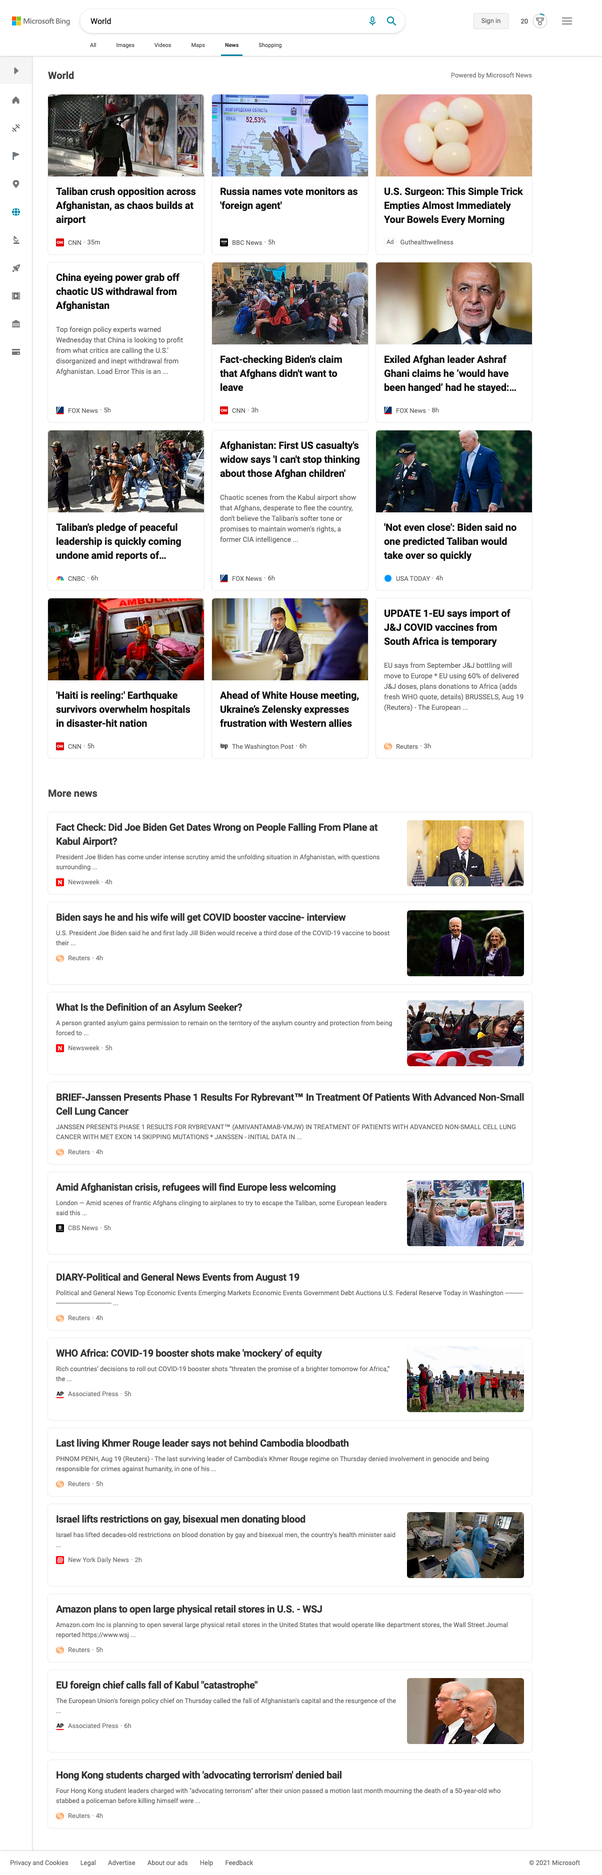 Microsoft Bing
World
Sign in
20
All
Images
Videos
Maps
News
Shopping
World
Powered by Microsoft News
52,53%
Taliban crush opposition across
Afghanistan, as chaos builds at
airport
CNN · 35m
Russia names vote monitors as
'foreign agent'
BBC News · 5h
U.S. Surgeon: This Simple Trick
Empties Almost Immediately
Your Bowels Every Morning
Ad Guthealthwellness
China eyeing power grab off
chaotic US withdrawal from
Afghanistan
Top foreign policy experts warned
Wednesday that China is looking to profit
from what critics are calling the U.S.'
disorganized and inept withdrawal from
Afghanistan. Load Error This is an ...
FOX News · 5h
Fact-checking Biden's claim
that Afghans didn't want to
leave
CNN · 3h
Exiled Afghan leader Ashraf
Ghani claims he 'would have
been hanged' had he stayed:...
FOX News · 8h
Taliban's pledge of peaceful
leadership is quickly coming
undone amid reports of...
CNBC · 6h
Afghanistan: First US casualty's
widow says 'I can't stop thinking
about those Afghan children'
Chaotic scenes from the Kabul airport show
that Afghans, desperate to flee the country,
don't believe the Taliban's softer tone or
promises to maintain women's rights, a
former CIA intelligence ...
FOX News · 6h
'Not even close': Biden said no
one predicted Taliban would
take over so quickly
USA TODAY · 4h
AMBULANCE
'Haiti is reeling:' Earthquake
survivors overwhelm hospitals
in disaster-hit nation
CNN · 5h
Ahead of White House meeting,
Ukraine's Zelensky expresses
frustration with Western allies
The Washington Post · 6h
UPDATE 1-EU says import of
J&J COVID vaccines from
South Africa is temporary
EU says from September J&J bottling will
move to Europe * EU using 60% of delivered
J&J doses, plans donations to Africa (adds
fresh WHO quote, details) BRUSSELS, Aug 19
(Reuters) - The European ...
Reuters · 3h
More news
Fact Check: Did Joe Biden Get Dates Wrong on People Falling From Plane at
Kabul Airport?
President Joe Biden has come under intense scrutiny amid the unfolding situation in Afghanistan, with questions
surrounding ...
Newsweek · 4h
Biden says he and his wife will get COVID booster vaccine- interview
U.S. President Joe Biden said he and first lady Jill Biden would receive a third dose of the COVID-19 vaccine to boost
their ...
Reuters · 4h
What Is the Definition of an Asylum Seeker?
A person granted asylum gains permission to remain on the territory of the asylum country and protection from being
forced to ...
Newsweek · 5h
SOS
BRIEF-Janssen Presents Phase 1 Results For Rybrevant™ In Treatment Of Patients With Advanced Non-Small
Cell Lung Cancer
JANSSEN PRESENTS PHASE 1 RESULTS FOR RYBREVANT™ (AMIVANTAMAB-VMJW) IN TREATMENT OF PATIENTS WITH ADVANCED NON-SMALL CELL LUNG
CANCER WITH MET EXON 14 SKIPPING MUTATIONS * JANSSEN - INITIAL DATA IN ...
Reuters · 4h
Amid Afghanistan crisis, refugees will find Europe less welcoming
London — Amid scenes of frantic Afghans clinging to airplanes to try to escape the Taliban, some European leaders
said this ...
CBS News · 5h
DIARY-Political and General News Events from August 19
Political and General News Top Economic Events Emerging Markets Economic Events Government Debt Auctions U.S. Federal Reserve Today in Washington ---------
---------------------------- ...
Reuters · 4h
WHO Africa: COVID-19 booster shots make 'mockery' of equity
Rich countries' decisions to roll out COVID-19 booster shots "threaten the promise of a brighter tomorrow for Africa,"
the ...
AP Associated Press · 5h
Last living Khmer Rouge leader says not behind Cambodia bloodbath
PHNOM PENH, Aug 19 (Reuters) - The last surviving leader of Cambodia's Khmer Rouge regime on Thursday denied involvement in genocide and being
responsible for crimes against humanity, in one of his ...
Reuters · 5h
Israel lifts restrictions on gay, bisexual men donating blood
Israel has lifted decades-old restrictions on blood donation by gay and bisexual men, the country's health minister said
...
New York Daily News · 2h
Amazon plans to open large physical retail stores in U.S. - WSJ
Amazon.com Inc is planning to open several large physical retail stores in the United States that would operate like department stores, the Wall Street Journal
reported https://www.wsj ...
Reuters · 5h
EU foreign chief calls fall of Kabul "catastrophe"
The European Union's foreign policy chief on Thursday called the fall of Afghanistan's capital and the resurgence of the
...
AP Associated Press · 6h
Hong Kong students charged with 'advocating terrorism' denied bail
Four Hong Kong student leaders charged with "advocating terrorism" after their union passed a motion last month mourning the death of a 50-year-old who
stabbed a policeman before killing himself were ...
Reuters · 4h
Privacy and Cookies
Legal
Advertise
About our ads
Help
Feedback
© 2021 Microsoft